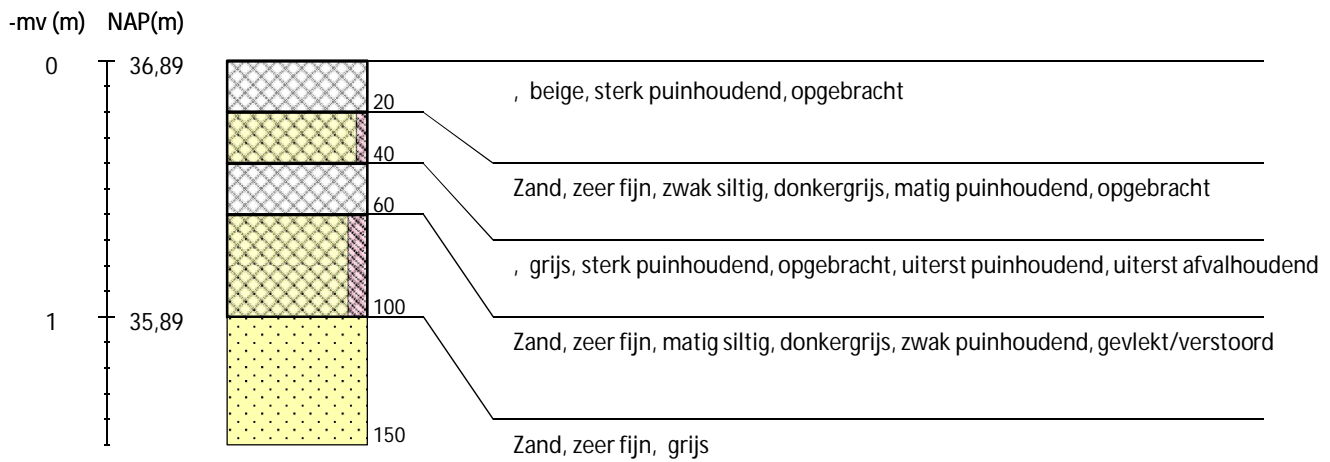 -mv (m) NAP(m)
0 36,89
, beige, sterk puinhoudend, opgebracht
20
40
Zand, zeer fijn, zwak siltig, donkergrijs, matig puinhoudend, opgebracht
60
, grijs, sterk puinhoudend, opgebracht, uiterst puinhoudend, uiterst afvalhoudend
100
1 35,89
Zand, zeer fijn, matig siltig, donkergrijs, zwak puinhoudend, gevlekt/verstoord
150
Zand, zeer fijn, grijs